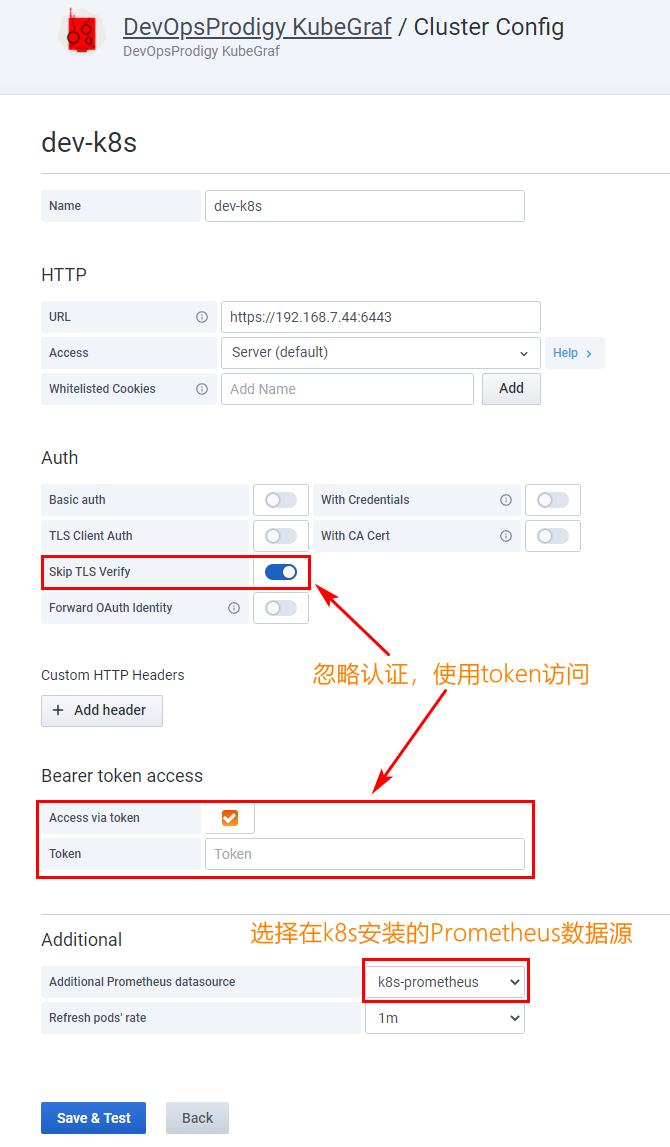 DevOpsProdigy KubeGraf / Cluster Config
DevOpsProdigy KubeGraf
dev-k8s
Name dev-k8s
HTTP
URL https://192.168.7.44:6443
Access Server (default) Help
Whitelisted Cookies Add Name Add
Auth
Basic auth With Credentials
TLS Client Auth With CA Cert
Skip TLS Verify
Forward OAuth Identity
忽略认证，使用token访问
Custom HTTP Headers
+ Add header
Bearer token access
Access via token
Token Token
选择在k8s安装的Prometheus数据源
Additional
Additional Prometheus datasource k8s-prometheus
Refresh pods' rate 1m
Save & Test Back